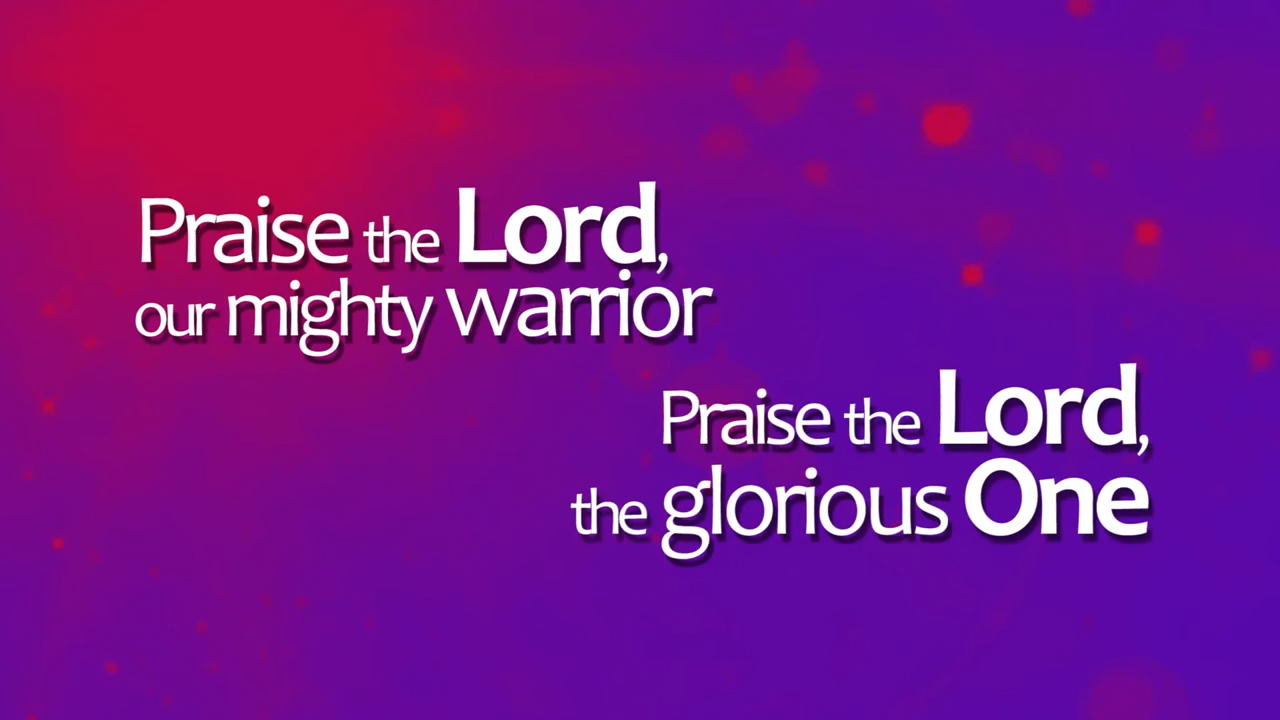 Praise the Lord,
our mighty warrior
Praise the Lord,
the glorious One